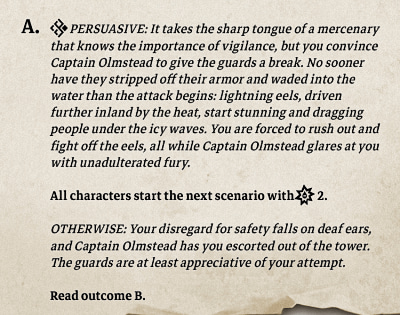 A. PERSUASIVE: It takes the sharp tongue of a mercenary
that knows the importance of vigilance, but you convince
Captain Olmstead to give the guards a break. No sooner
have they stripped off their armor and waded into the
water than the attack begins: lightning eels, driven
further inland by the heat, start stunning and dragging
people under the icy waves. You are forced to rush out and
fight off the eels, all while Captain Olmstead glares at you
with unadulterated fury.
All characters start the next scenario with 2.
OTHERWISE: Your disregard for safety falls on deaf ears,
and Captain Olmstead has you escorted out of the tower.
The guards are at least appreciative of your attempt.
Read outcome B.